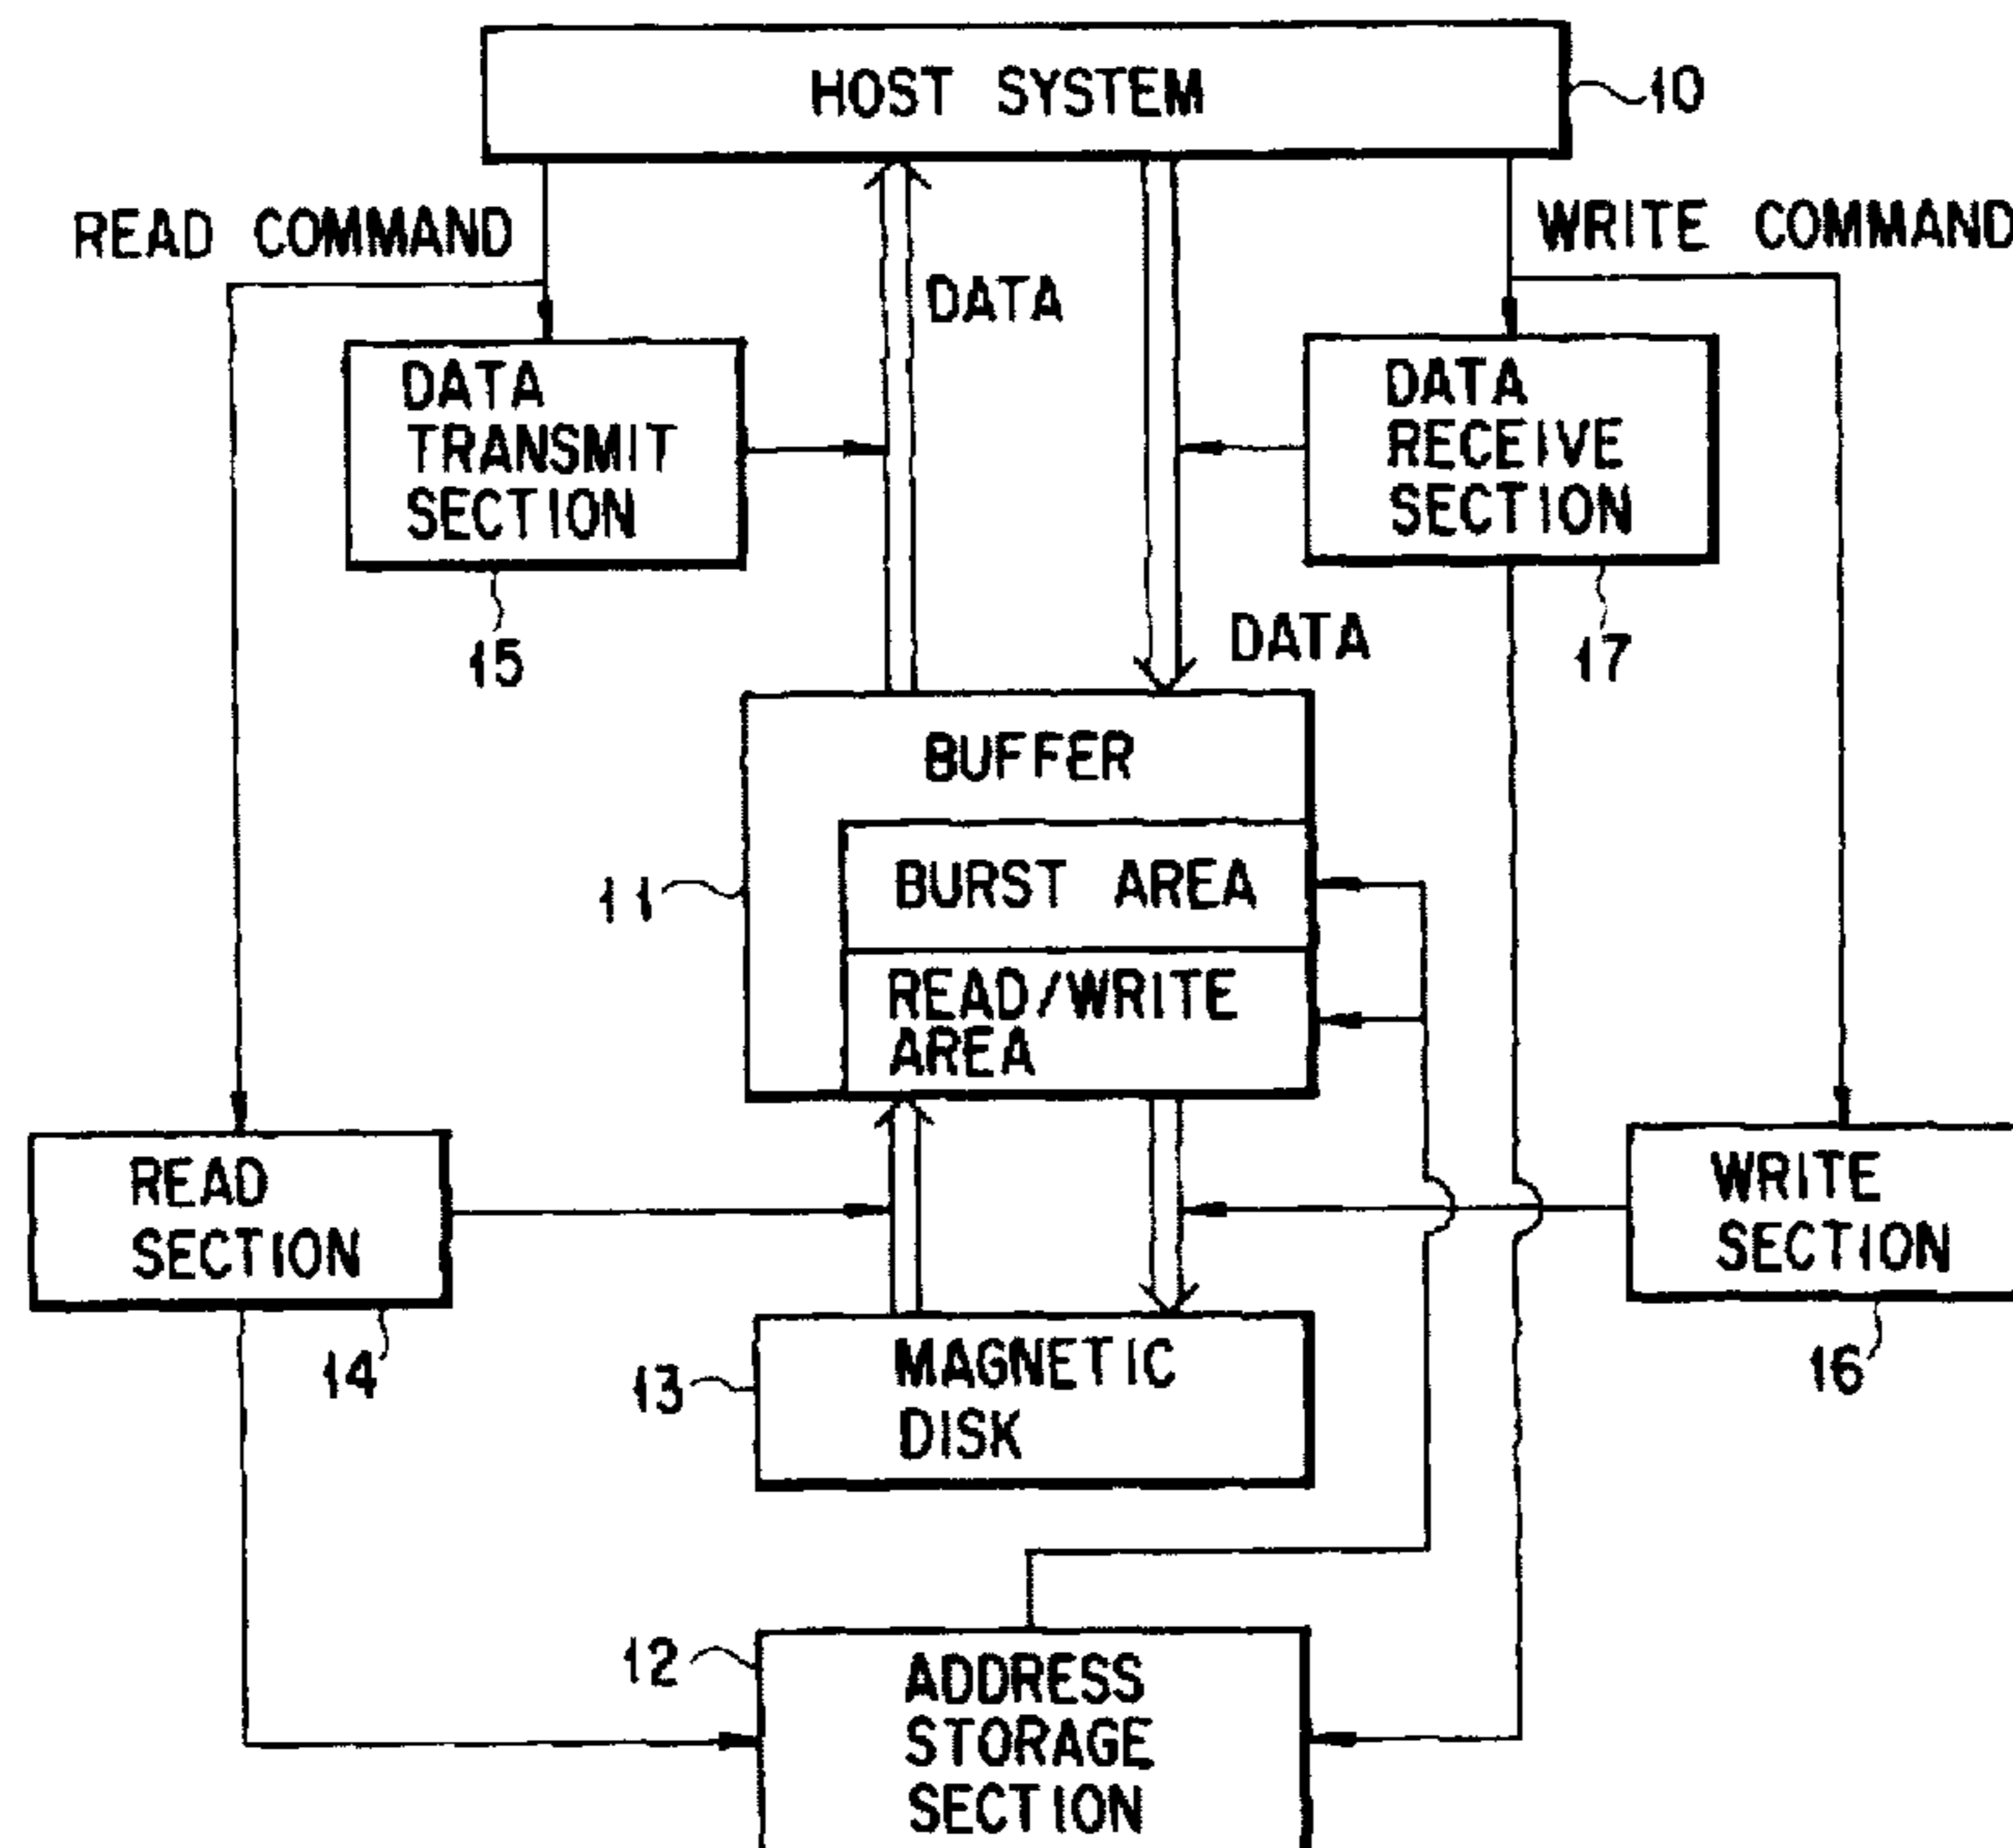 HOST SYSTEM
10
READ COMMAND
WRITE COMMAND
DATA
DATA
TRANSMIT
SECTION
DATA
RECEIVE
SECTION
15
DATA
17
BUFFER
11
BURST AREA
READ/WRITE
AREA
READ
SECTION
WRITE
SECTION
14
13
MAGNETIC
DISK
16
12
ADDRESS
STORAGE
SECTION